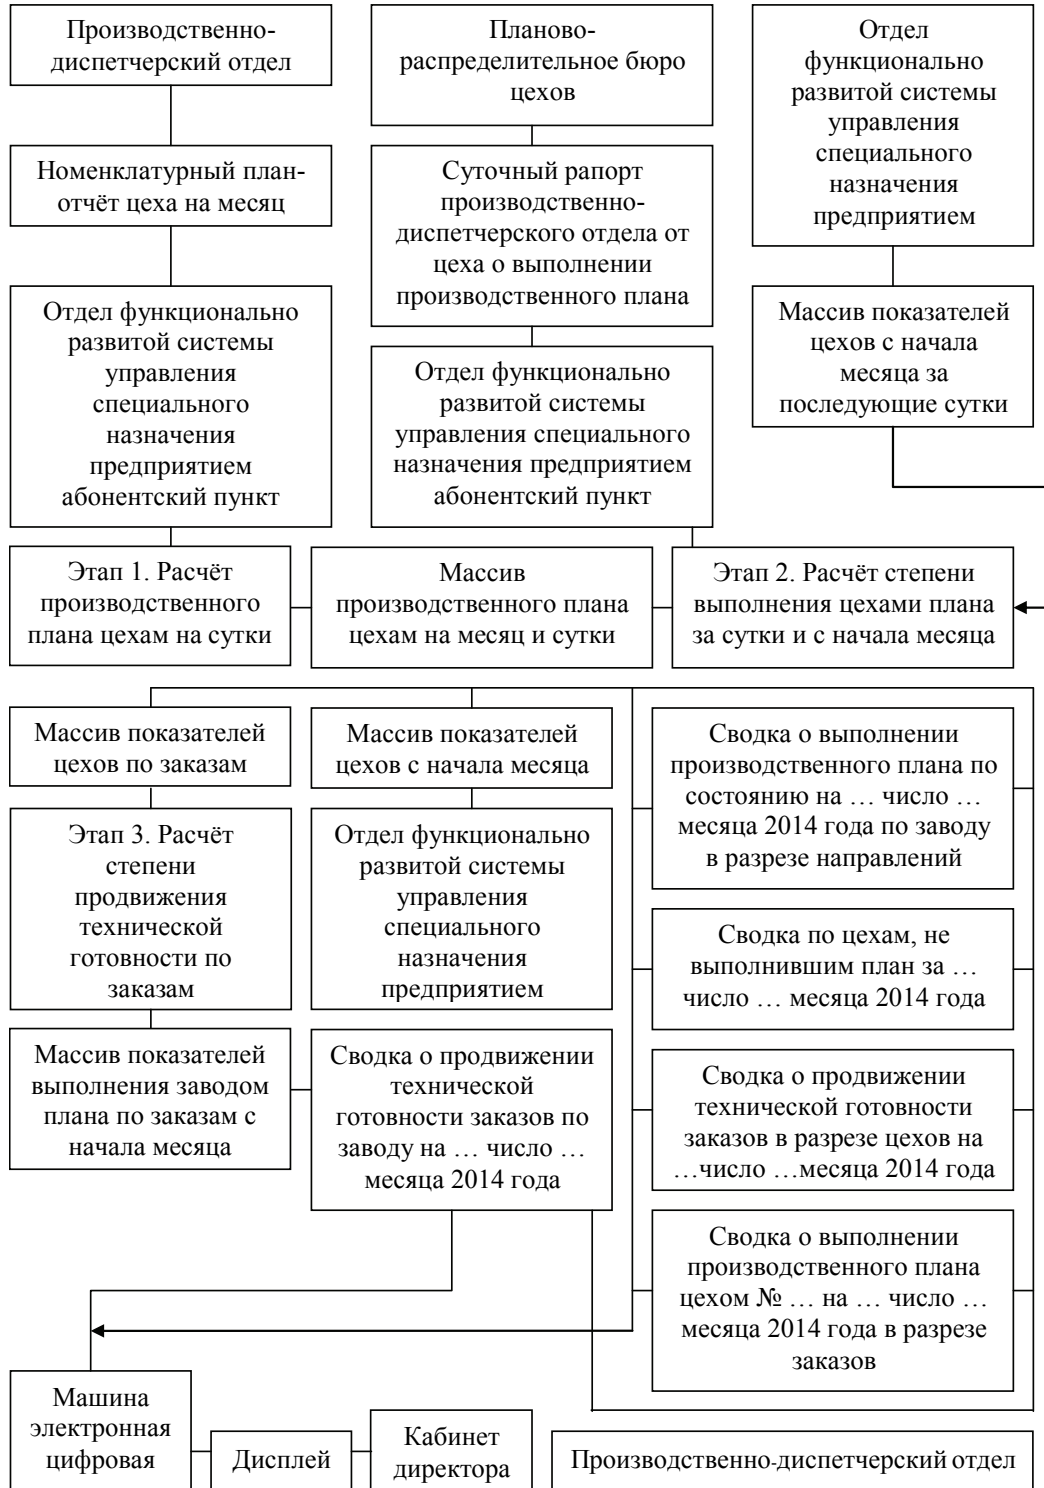 Производственно-
диспетчерский отдел
Планово-
распределительное бюро
цехов
Отдел
функционально
развитой системы
управления
специального
назначения
предприятием
Номенклатурный план-
отчёт цеха на месяц
Суточный рапорт
производственно-
диспетчерского отдела от
цеха о выполнении
производственного плана
Отдел функционально
развитой системы
управления
специального
назначения
предприятием
абонентский пункт
Отдел функционально
развитой системы
управления специального
назначения предприятием
абонентский пункт
Массив показателей
цехов с начала
месяца за
последующие сутки
Этап 1. Расчёт
производственного
плана цехам на сутки
Массив
производственного плана
цехам на месяц и сутки
Этап 2. Расчёт степени
выполнения цехами плана
за сутки и с начала месяца
Массив показателей
цехов по заказам
Массив показателей
цехов с начала месяца
Сводка о выполнении
производственного плана по
состоянию на … число …
месяца 2014 года по заводу
в разрезе направлений
Этап 3. Расчёт
степени
продвижения
технической
готовности по
заказам
Отдел функционально
развитой системы
управления
специального
назначения
предприятием
Сводка по цехам, не
выполнившим план за …
число … месяца 2014 года
Массив показателей
выполнения заводом
плана по заказам с
начала месяца
Сводка о продвижении
технической
готовности заказов по
заводу на … число …
месяца 2014 года
Сводка о продвижении
технической готовности
заказов в разрезе цехов на
…число …месяца 2014 года
Сводка о выполнении
производственного плана
цехом № … на … число …
месяца 2014 года в разрезе
заказов
Машина
электронная
цифровая
Дисплей
Кабинет
директора
Производственно-диспетчерский отдел